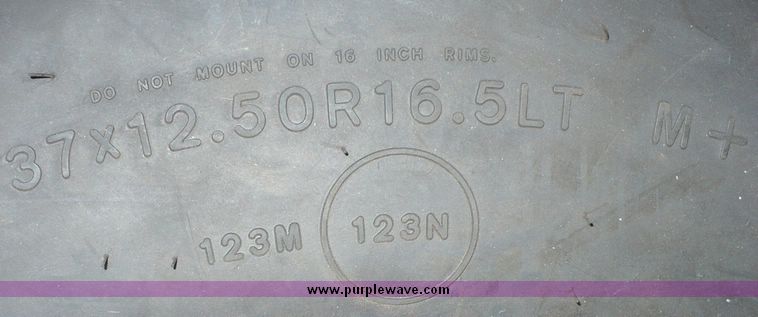 DO NOT MOUNT ON 16 INCH RIMS.
37X12.50R16.5LT M+
123M 123N
www.purplewave.com